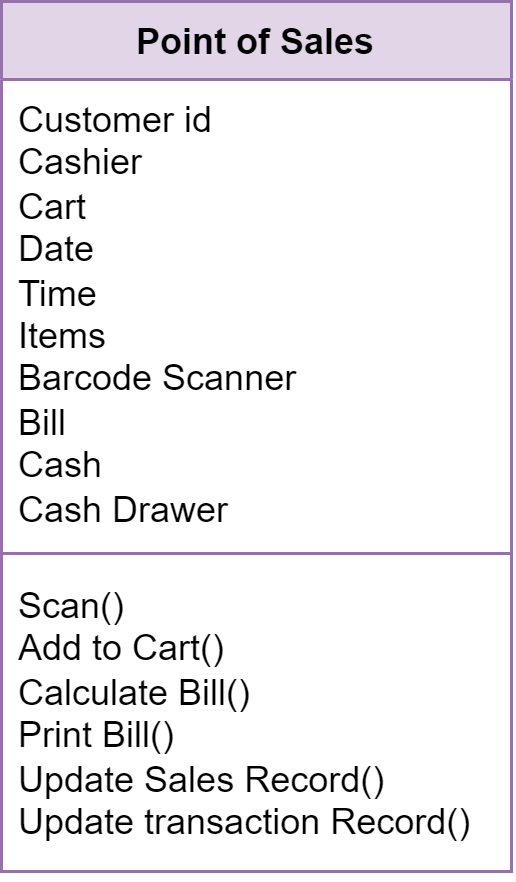 Point of Sales
Customer id
Cashier
Cart
Date
Time
Items
Barcode Scanner
Bill
Cash
Cash Drawer
Scan()
Add to Cart()
Calculate Bill()
Print Bill()
Update Sales Record()
Update transaction Record()